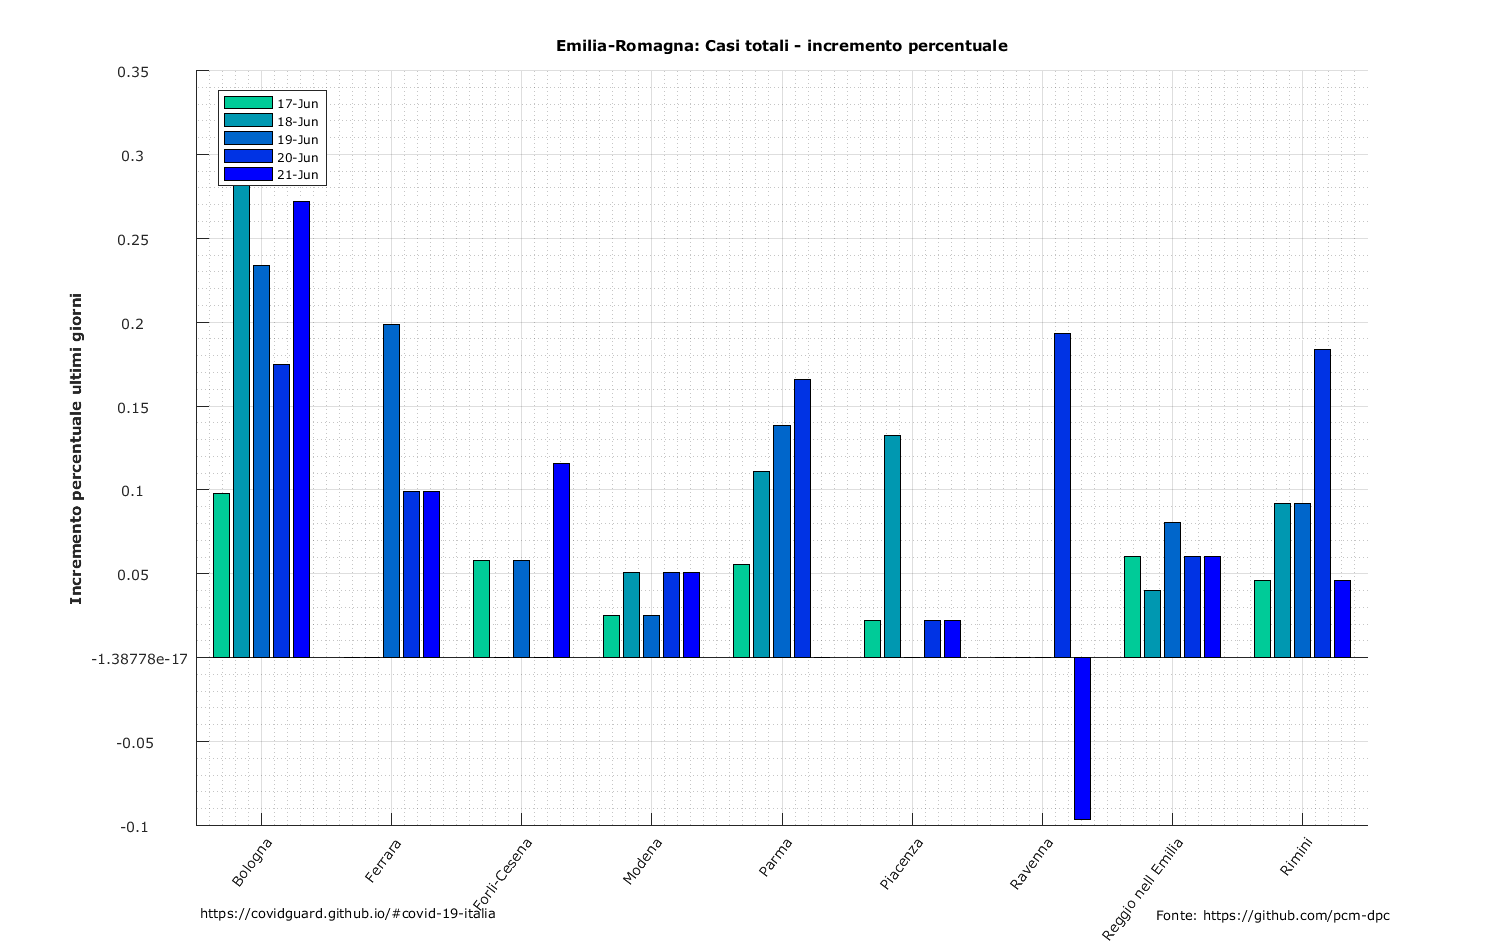 Emilia-Romagna: Casi totali - incremento percentuale
0.35
0.3
0.25
0.2
0.15
0.1
0.05
-1.38778e-17
-0.05
-0.1
Incremento percentuale ultimi giorni
17-Jun
18-Jun
19-Jun
20-Jun
21-Jun
Bologna
Ferrara
Forlì-Cesena
Modena
Parma
Piacenza
Ravenna
Reggio nell Emilia
Rimini
https://covidguard.github.io/#covid-19-italia
Fonte: https://github.com/pcm-dpc